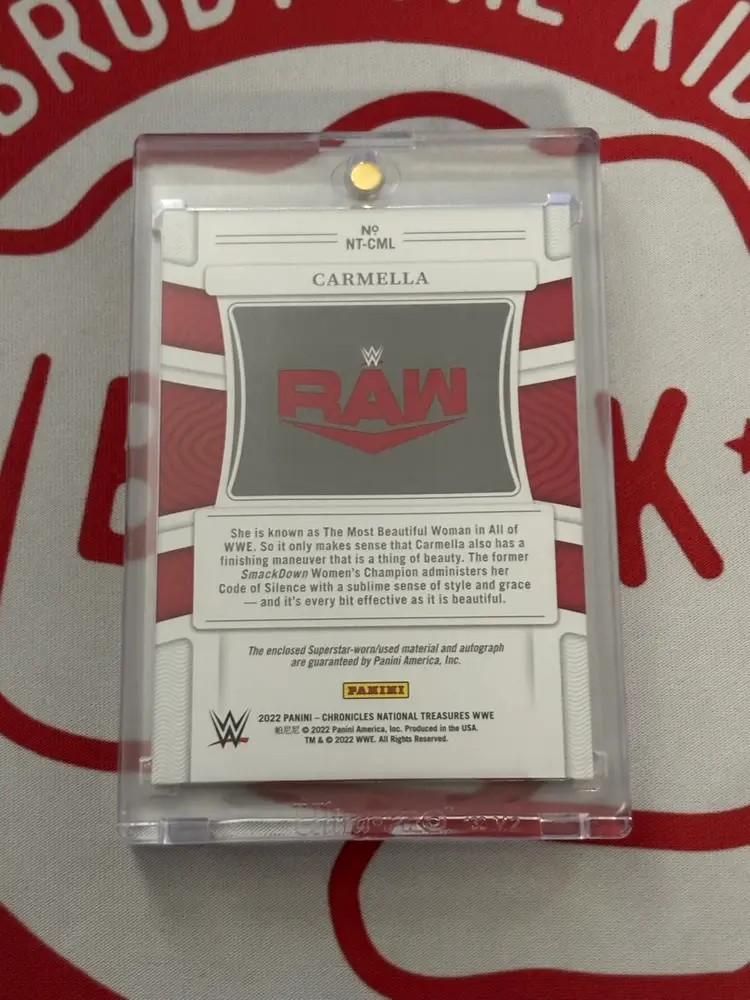 BRODY THE KID
Nº
NT-CML
CARMELLA
W
RAW
She is known as The Most Beautiful Woman in All of
WWE. So it only makes sense that Carmella also has a
finishing maneuver that is a thing of beauty. The former
SmackDown Women's Champion administers her
Code of Silence with a sublime sense of style and grace
— and it's every bit effective as it is beautiful.
The enclosed Superstar-worn/used material and autograph
are guaranteed by Panini America, Inc.
PANINI
W
2022 PANINI – CHRONICLES NATIONAL TREASURES WWE
帕尼尼 © 2022 Panini America, Inc. Produced in the USA.
TM & © 2022 WWE. All Rights Reserved.
Ultra·PRO